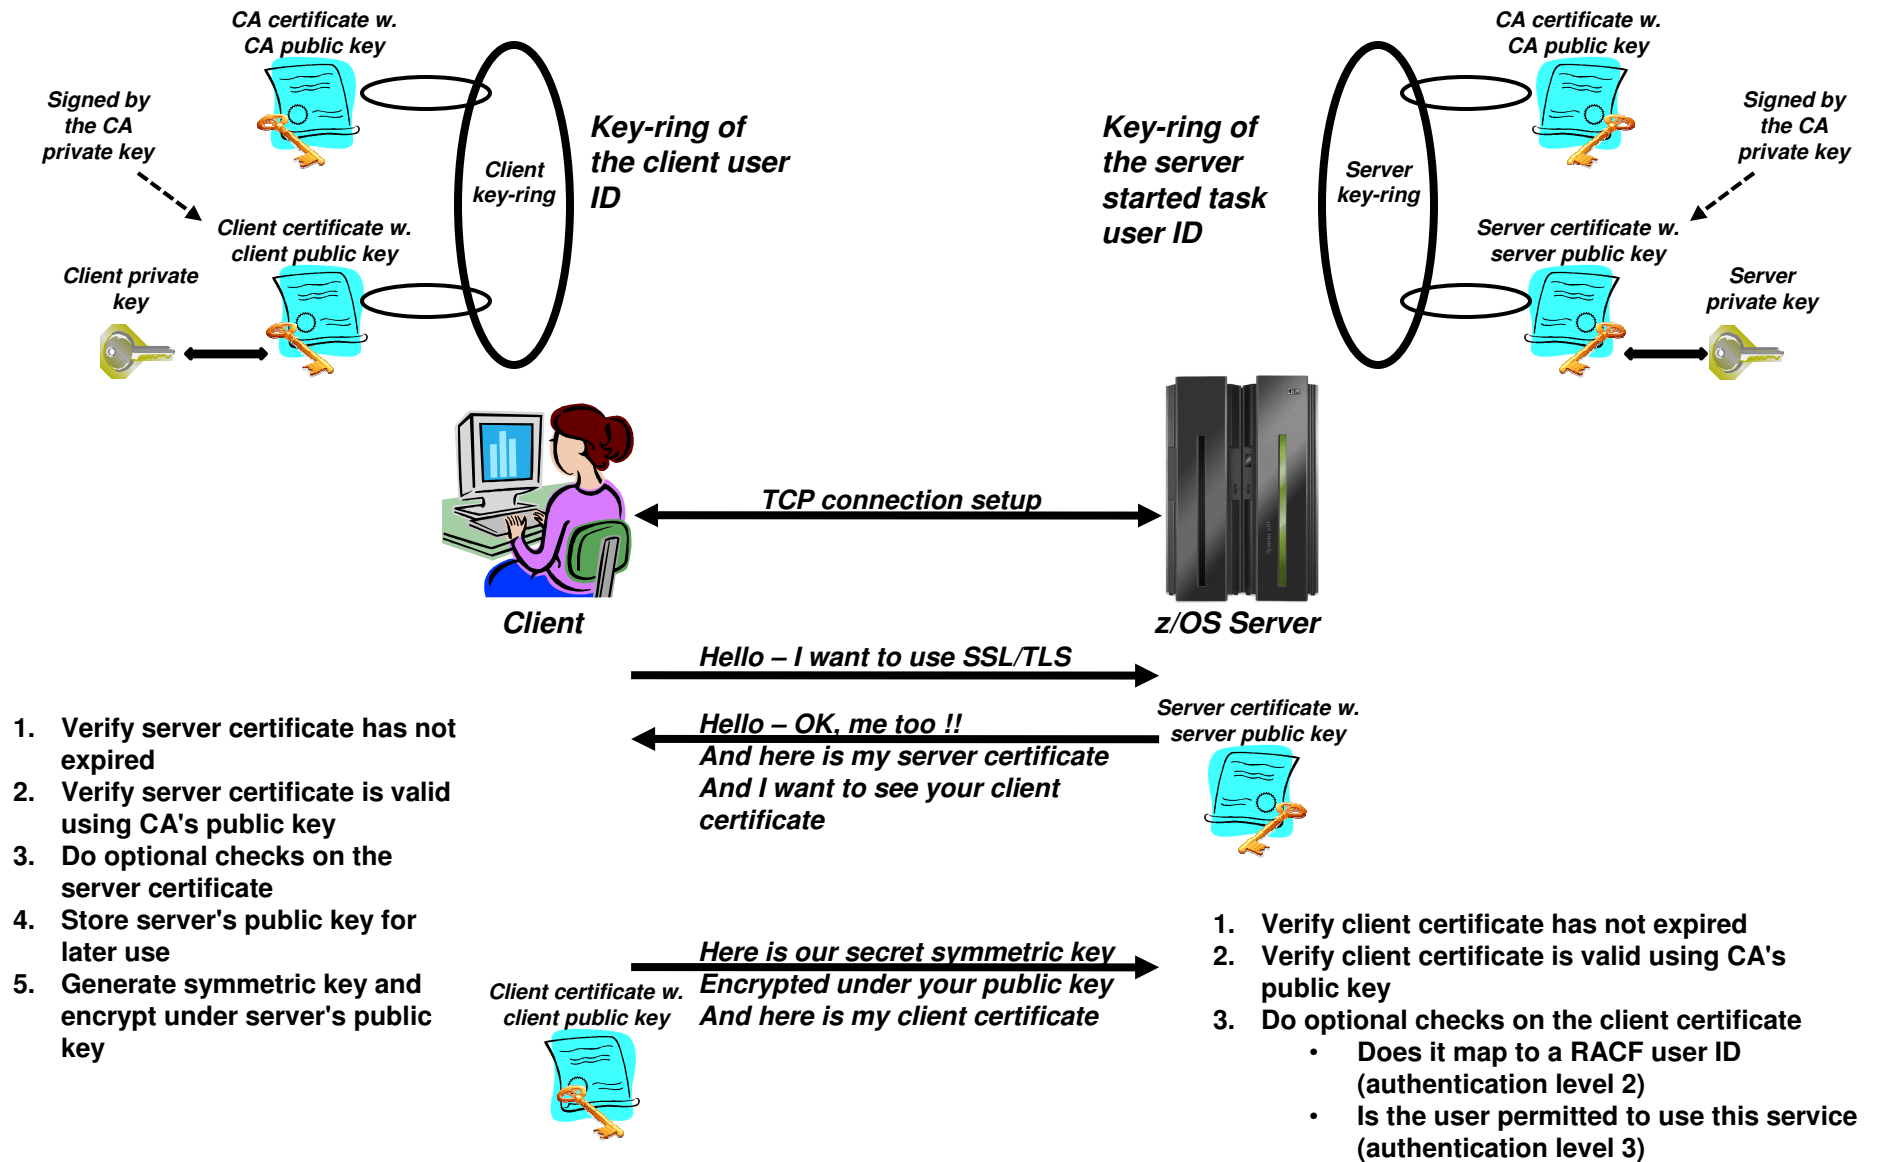 CA certificate w.
CA public key
Signed by
the CA
private key
Client
key-ring
Key-ring of
the client user
ID
Client certificate w.
client public key
Client private
key
CA certificate w.
CA public key
Signed by
the CA
private key
Key-ring of
the server
started task
user ID
Server
key-ring
Server certificate w.
server public key
Server
private key
TCP connection setup
Client
z/OS Server
Hello – I want to use SSL/TLS
Hello – OK, me too !!
And here is my server certificate
And I want to see your client
certificate
Server certificate w.
server public key
1. Verify server certificate has not
expired
2. Verify server certificate is valid
using CA's public key
3. Do optional checks on the
server certificate
4. Store server's public key for
later use
5. Generate symmetric key and
encrypt under server's public
key
Client certificate w.
client public key
Here is our secret symmetric key
Encrypted under your public key
And here is my client certificate
1. Verify client certificate has not expired
2. Verify client certificate is valid using CA's
public key
3. Do optional checks on the client certificate
• Does it map to a RACF user ID
(authentication level 2)
• Is the user permitted to use this service
(authentication level 3)